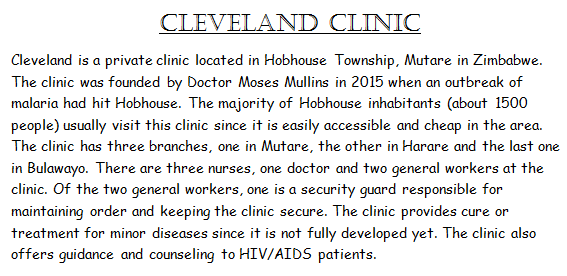 CLEVELAND CLINIC
Cleveland is a private clinic located in Hobhouse Township, Mutare in Zimbabwe.
The clinic was founded by Doctor Moses Mullins in 2015 when an outbreak of
malaria had hit Hobhouse. The majority of Hobhouse inhabitants (about 1500
people) usually visit this clinic since it is easily accessible and cheap in the area.
The clinic has three branches, one in Mutare, the other in Harare and the last one
in Bulawayo. There are three nurses, one doctor and two general workers at the
clinic. Of the two general workers, one is a security guard responsible for
maintaining order and keeping the clinic secure. The clinic provides cure or
treatment for minor diseases since it is not fully developed yet. The clinic also
offers guidance and counseling to HIV/AIDS patients.